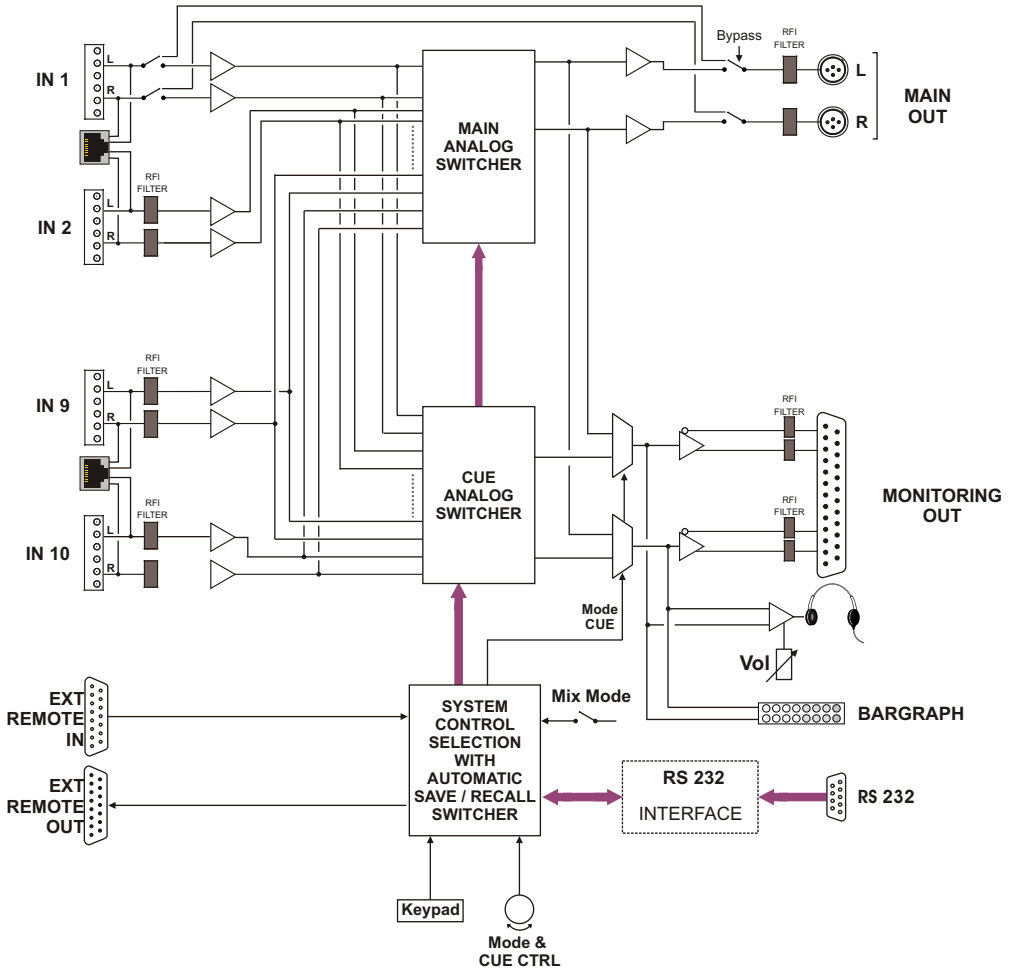 Bypass
RFI
FILTER
L
IN 1
R
L
R
MAIN
OUT
MAIN
ANALOG
SWITCHER
RFI
FILTER
L
IN 2
R
RFI
FILTER
L
IN 9
R
RFI
FILTER
CUE
ANALOG
SWITCHER
MONITORING
OUT
RFI
FILTER
L
IN 10
R
RFI
FILTER
Mode
CUE
Vol
EXT
REMOTE
IN
SYSTEM
CONTROL
SELECTION
WITH
AUTOMATIC
SAVE / RECALL
SWITCHER
Mix Mode
BARGRAPH
EXT
REMOTE
OUT
RS 232
INTERFACE
RS 232
Keypad
Mode &
CUE CTRL